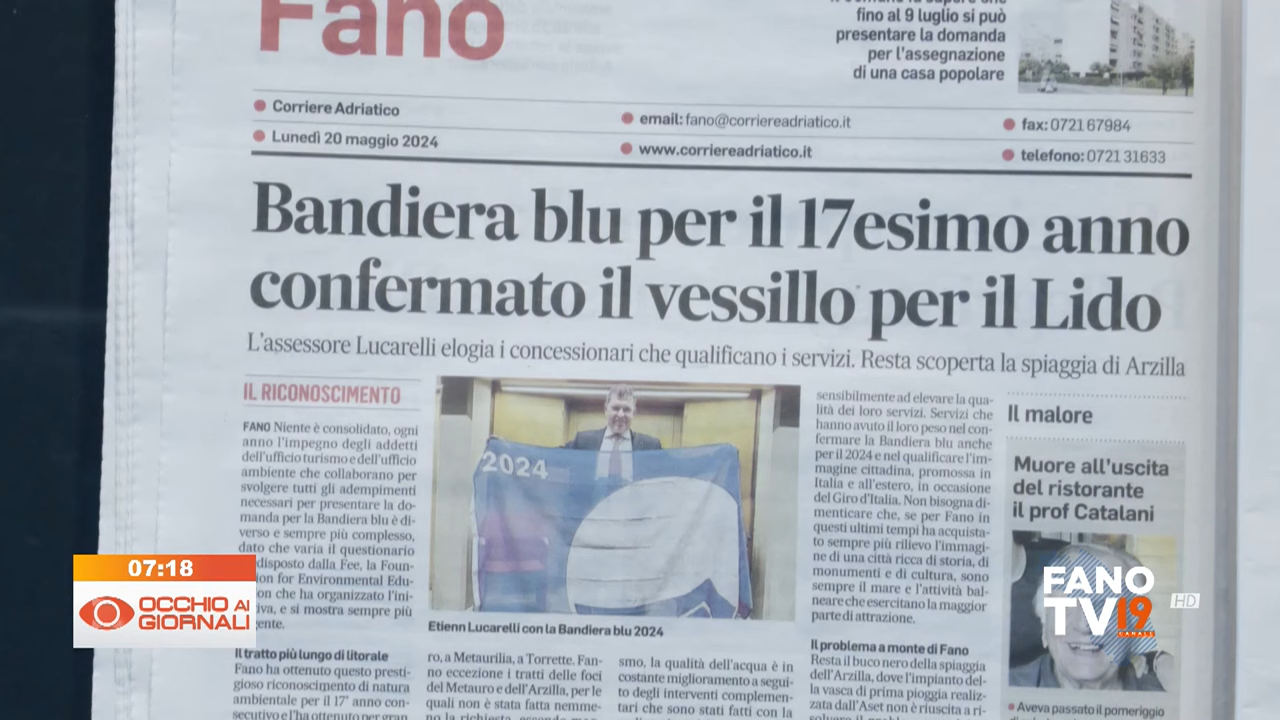 Fano
fino al 9 luglio si può
presentare la domanda
per l'assegnazione
di una casa popolare
Corriere Adriatico
Lunedì 20 maggio 2024
email: fano@corriereadriatico.it
www.corriereadriatico.it
fax: 0721 67984
telefono: 0721 31633
Bandiera blu per il 17esimo anno
confermato il vessillo per il Lido
L'assessore Lucarelli elogia i concessionari che qualificano i servizi. Resta scoperta la spiaggia di Arzilla
IL RICONOSCIMENTO
FANO Niente è consolidato, ogni
anno l'impegno degli addetti
dell'ufficio turismo e dell'ufficio
ambiente che collaborano per
svolgere tutti gli adempimenti
necessari per presentare la do-
manda per la Bandiera blu è di-
verso e sempre più complesso,
dato che varia il questionario
disposto dalla Fee, la Foun-
ion for Environmental Edu-
on che ha organizzato l'ini-
va, e si mostra sempre più
gente.
Il tratto più lungo di litorale
Fano ha ottenuto questo presti-
gioso riconoscimento di natura
ambientale per il 17° anno con-
secutivo e l'ha ottenuto per gran
2024
Etienn Lucarelli con la Bandiera blu 2024
ro, a Metaurilia, a Torrette. Fan-
no eccezione i tratti delle foci
del Metauro e dell'Arzilla, per le
quali non è stata fatta nemme-
no la richiesta, essendo
smo, la qualità dell'acqua è in
costante miglioramento a segui-
to degli interventi complemen-
tari che sono stati fatti con la
sensibilmente ad elevare la qua-
lità dei loro servizi. Servizi che
hanno avuto il loro peso nel con-
fermare la Bandiera blu anche
per il 2024 e nel qualificare l'im-
magine cittadina, promossa in
Italia e all'estero, in occasione
del Giro d'Italia. Non bisogna di-
menticare che, se per Fano in
questi ultimi tempi ha acquista-
to sempre più rilievo l'immagi-
ne di una città ricca di storia, di
monumenti e di cultura, sono
sempre il mare e l'attività bal-
neare che esercitano la maggior
parte di attrazione.
Il problema a monte di Fano
Resta il buco nero della spiaggia
dell'Arzilla, dove l'impianto del-
la vasca di prima pioggia realiz-
zata dall'Aset non è riuscita a ri-
Il malore
Muore all'uscita
del ristorante
il prof Catalani
Aveva passato il pomeriggio
07:18
OCCHIO AI
GIORNALI
FANO
TV19
CANALE
HD